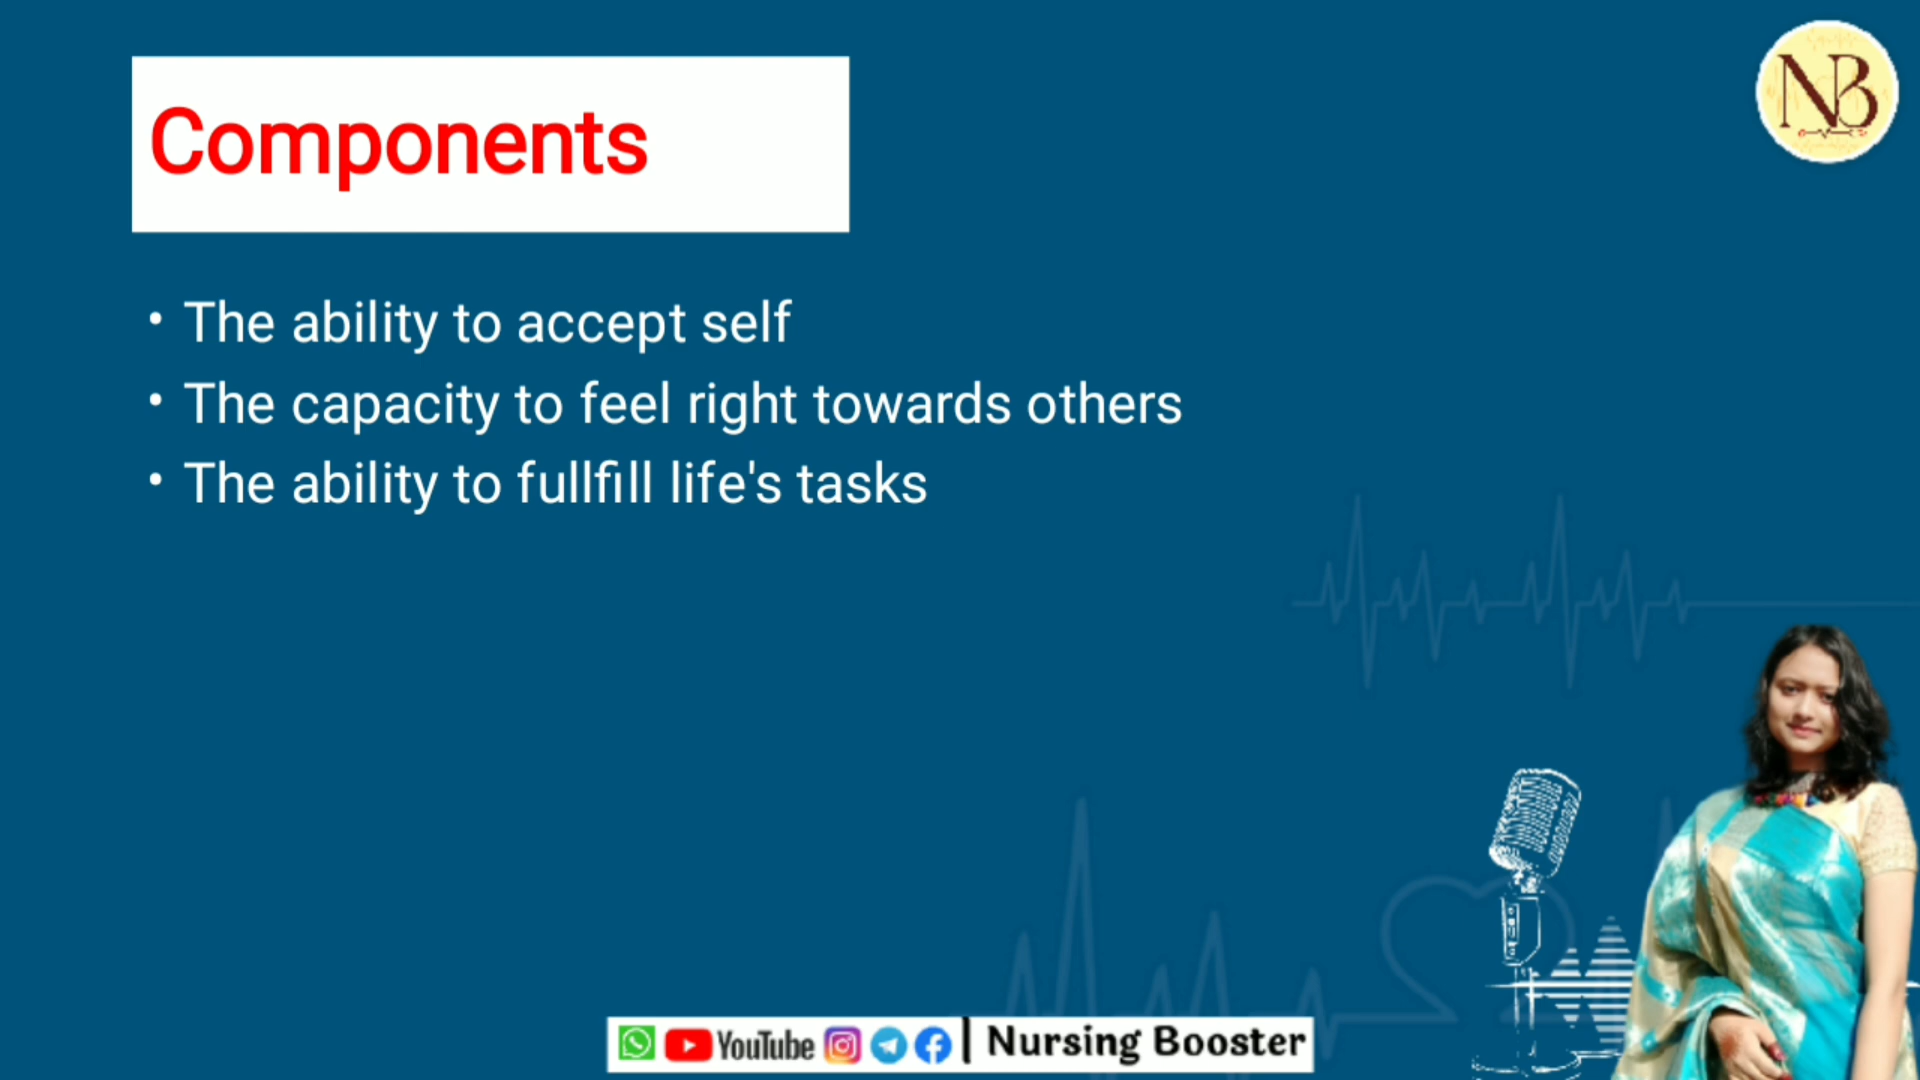 Components
NB
• The ability to accept self
• The capacity to feel right towards others
• The ability to fullfill life's tasks
YouTube | Nursing Booster